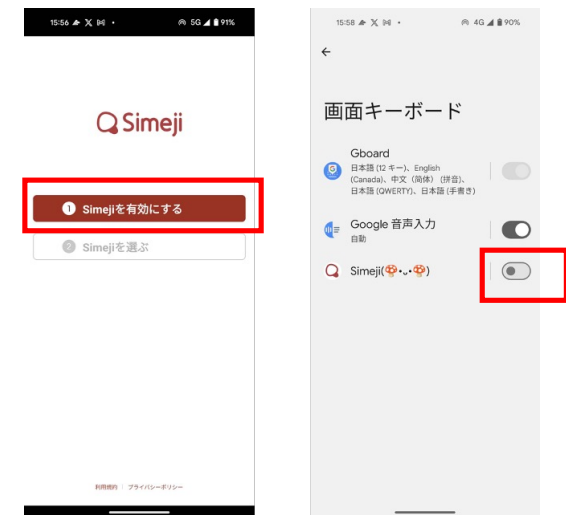 15:56 5G 91%
Simeji
1 Simejiを有効にする
2 Simejiを選ぶ
利用規約 プライバシーポリシー
15:58 4G 90%
画面キーボード
Gboard
日本語 (12 キー)、English
(Canada)、中文（简体）(拼音)、
日本語 (QWERTY)、日本語 (手書き)
Google 音声入力
自動
Simeji(🍄•ᴗ•🍄)